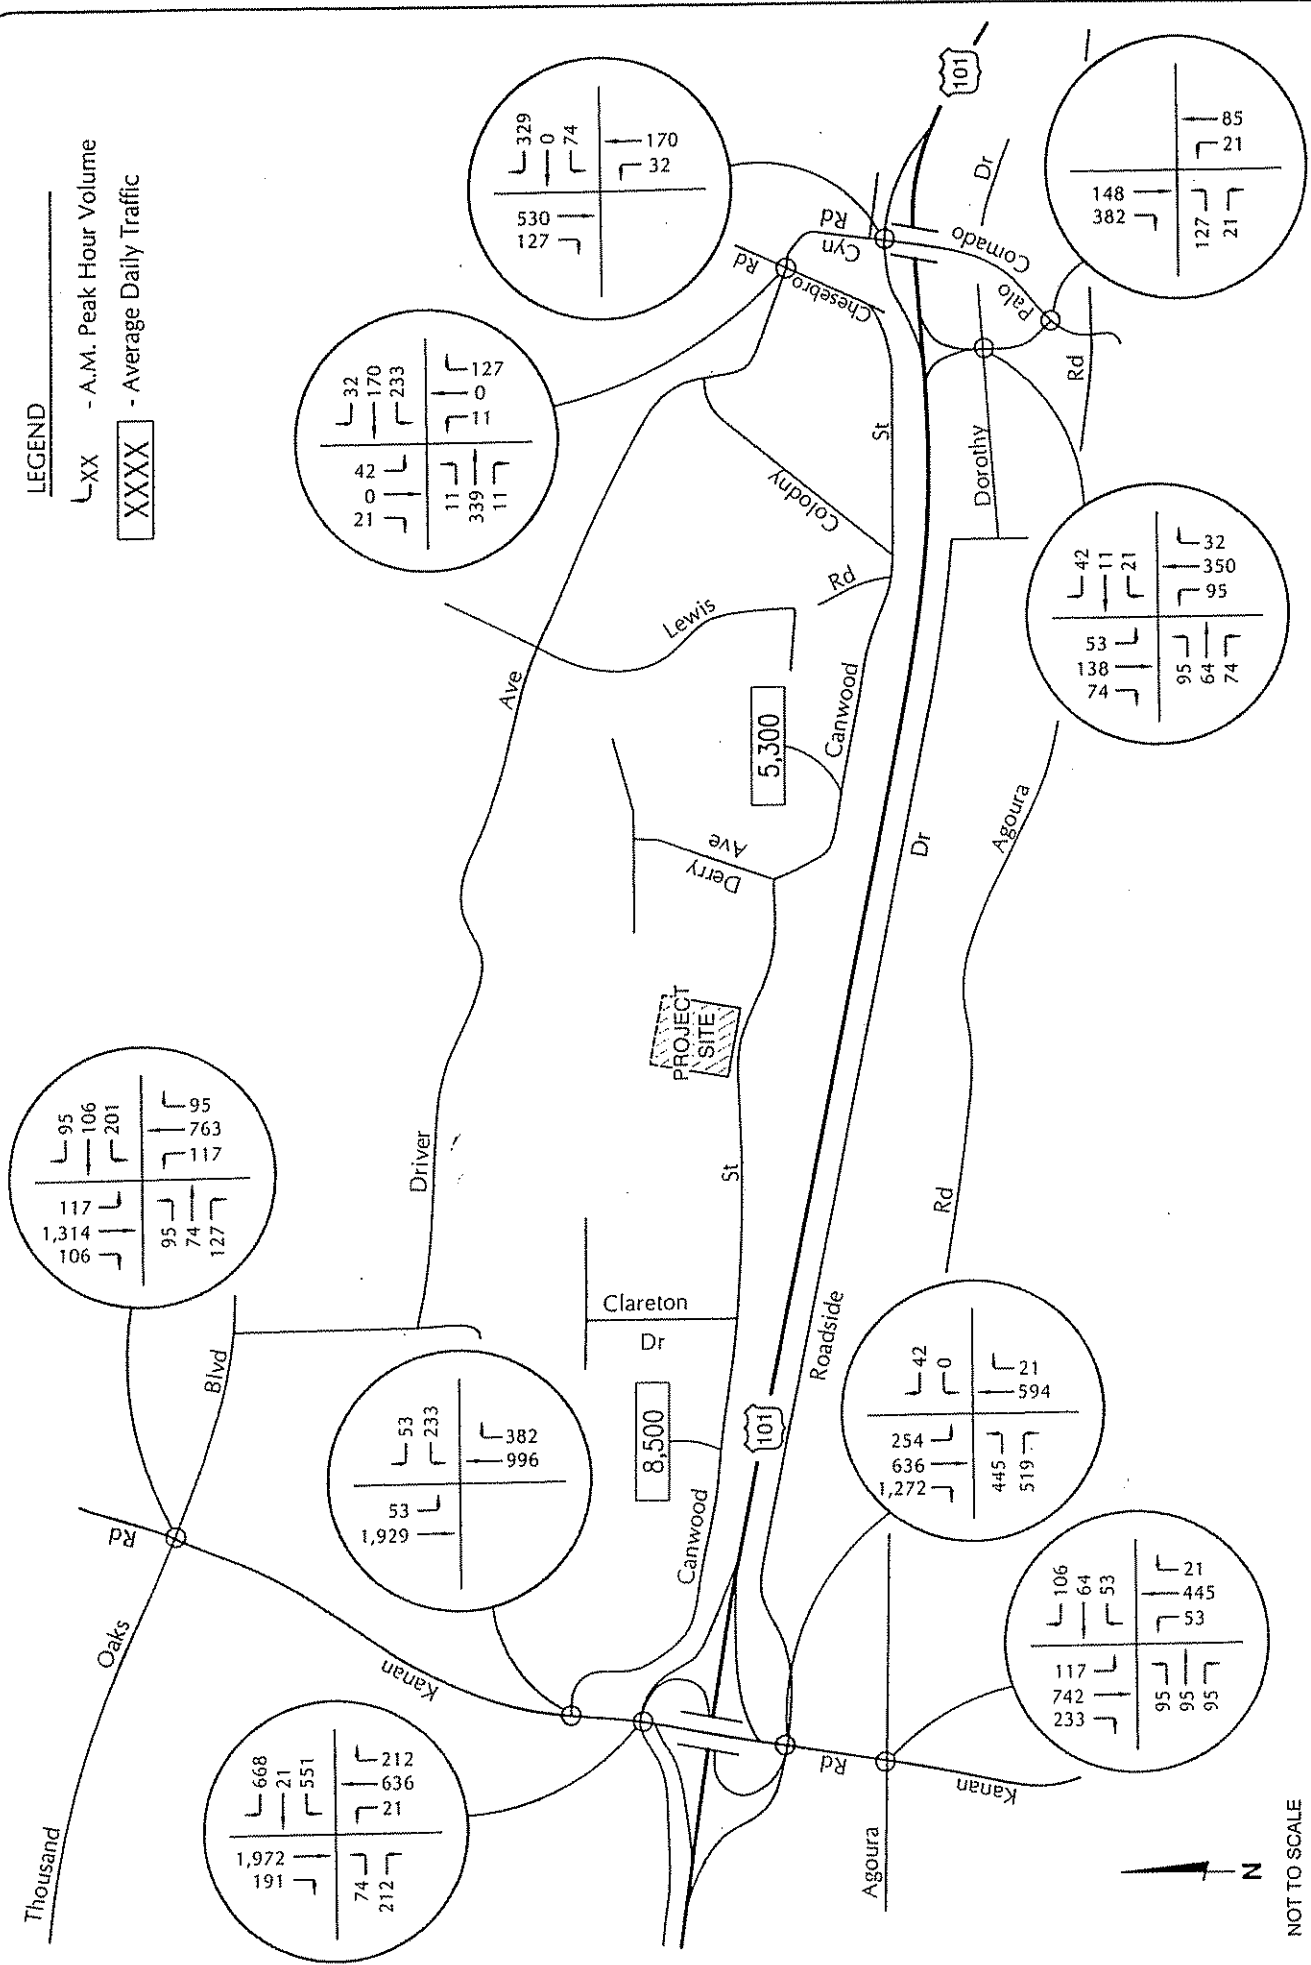 LEGEND
XX - A.M. Peak Hour Volume
XXXX - Average Daily Traffic
101
329
0
74
530
127
170
32
148
382
85
21
127
21
32
170
233
42
0
21
127
0
11
11
339
11
Chesebro
Rd
Cyn
Rd
Palo
Comado
Dr
Dorothy
Rd
Colodny
St
Rd
Lewis
Ave
5,300
Canwood
Derry
Ave
Dr
Agoura
42
11
21
53
138
74
32
350
95
95
64
74
PROJECT
SITE
95
106
201
117
1,314
106
95
763
117
95
74
127
Driver
St
Rd
Clareton
Dr
Blvd
Roadside
8,500
101
53
233
53
1,929
382
996
42
0
254
636
1,272
21
594
445
519
Rd
Oaks
Thousand
Kanan
Canwood
668
21
551
1,972
191
212
636
21
74
212
106
64
53
117
742
233
21
445
53
95
95
95
Rd
Kanan
Agoura
N
NOT TO SCALE